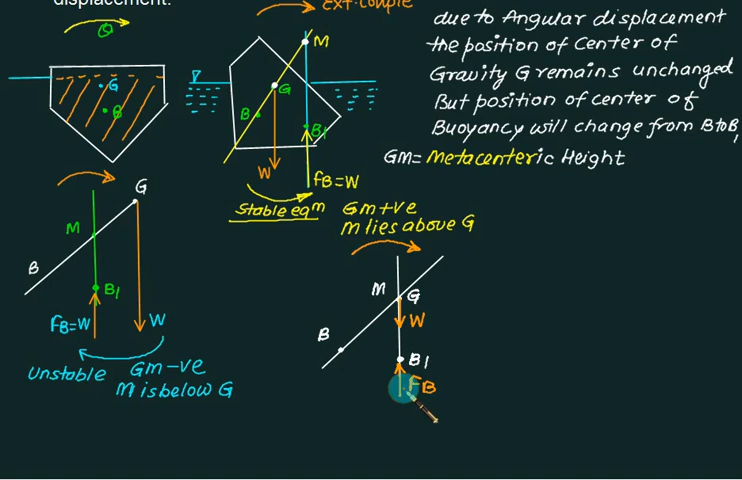 displacement.
Ext. couple
θ
G
B
M
G
B
B1
W
FB=W
Stable eqm GM+ve
M lies above G
due to Angular displacement
the position of Center of
Gravity G remains unchanged
But position of center of
Buoyancy will change from B to B1
GM= Metacenteric Height
G
M
B
B1
FB=W
W
Unstable GM-ve
M is below G
M
G
W
B
B1
FB